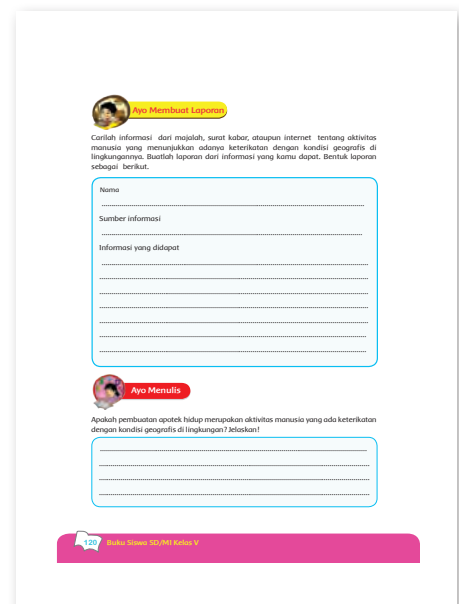 Ayo Membuat Laporan
Carilah informasi dari majalah, surat kabar, ataupun internet tentang aktivitas
manusia yang menunjukkan adanya keterikatan dengan kondisi geografis di
lingkungannya. Buatlah laporan dari informasi yang kamu dapat. Bentuk laporan
sebagai berikut.
Nama
Sumber informasi
Informasi yang didapat
Ayo Menulis
Apakah pembuatan apotek hidup merupakan aktivitas manusia yang ada keterikatan
dengan kondisi geografis di lingkungan? Jelaskan!
120 Buku Siswa SD/MI Kelas V